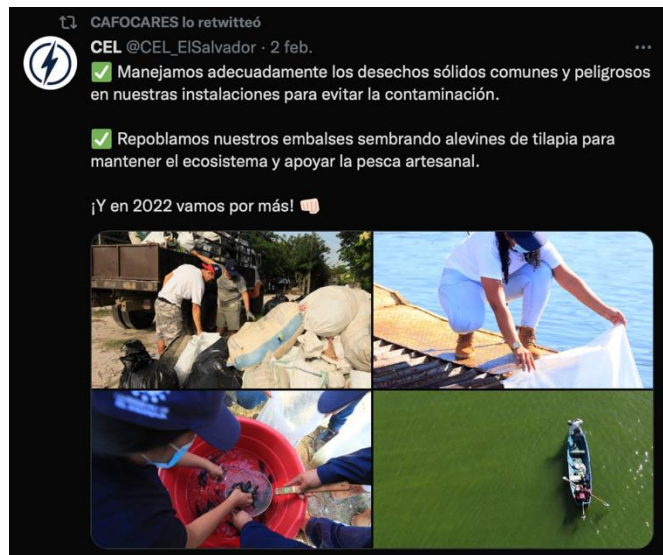 CAFOCARES lo retwitteó
CEL @CEL_ElSalvador · 2 feb.
✅ Manejamos adecuadamente los desechos sólidos comunes y peligrosos
en nuestras instalaciones para evitar la contaminación.
✅ Repoblamos nuestros embalses sembrando alevines de tilapia para
mantener el ecosistema y apoyar la pesca artesanal.
¡Y en 2022 vamos por más! 👊🏻